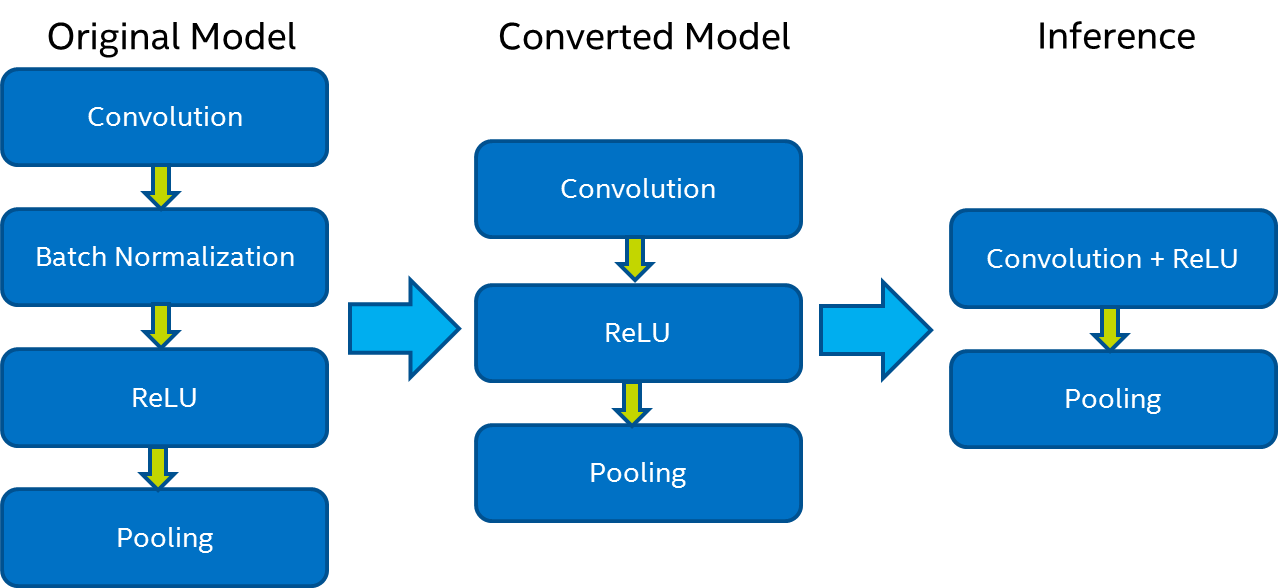 Original Model
Convolution
Batch Normalization
ReLU
Pooling
Converted Model
Convolution
ReLU
Pooling
Inference
Convolution + ReLU
Pooling